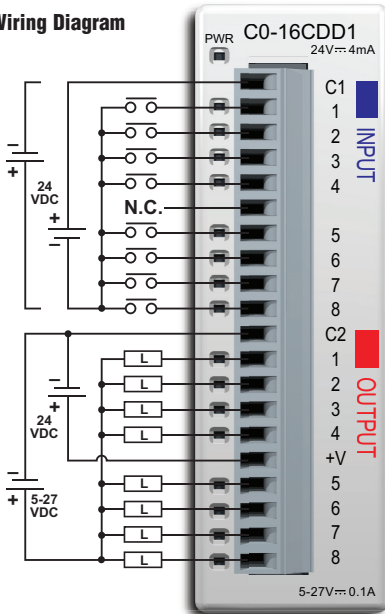 Wiring Diagram
PWR
C0-16CDD1
24V⎓ 4mA
C1
1
2
3
4
N.C.
5
6
7
8
INPUT
–
+
24
VDC
+
–
C2
1
2
3
4
+V
5
6
7
8
OUTPUT
L
L
L
L
L
L
L
L
–
+
24
VDC
–
+
5-27
VDC
5-27V⎓ 0.1A